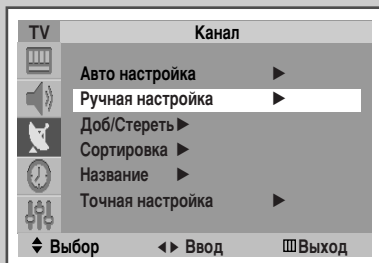 TV Канал
Авто настройка ▶
Ручная настройка ▶
Доб/Стереть ▶
Сортировка ▶
Название ▶
Точная настройка ▶
Выбор ◀▶ Ввод Выход